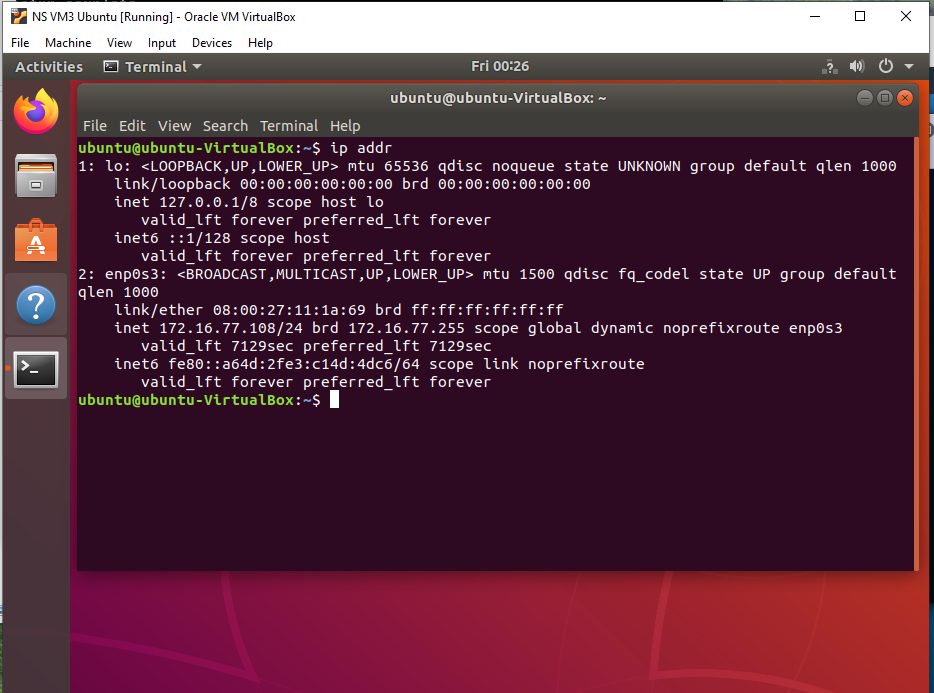 NS VM3 Ubuntu [Running] - Oracle VM VirtualBox
File Machine View Input Devices Help
Activities Terminal Fri 00:26
ubuntu@ubuntu-VirtualBox: ~
File Edit View Search Terminal Help
ubuntu@ubuntu-VirtualBox:~$ ip addr
1: lo: <LOOPBACK,UP,LOWER_UP> mtu 65536 qdisc noqueue state UNKNOWN group default qlen 1000
    link/loopback 00:00:00:00:00:00 brd 00:00:00:00:00:00
    inet 127.0.0.1/8 scope host lo
       valid_lft forever preferred_lft forever
    inet6 ::1/128 scope host
       valid_lft forever preferred_lft forever
2: enp0s3: <BROADCAST,MULTICAST,UP,LOWER_UP> mtu 1500 qdisc fq_codel state UP group default
qlen 1000
    link/ether 08:00:27:11:1a:69 brd ff:ff:ff:ff:ff:ff
    inet 172.16.77.108/24 brd 172.16.77.255 scope global dynamic noprefixroute enp0s3
       valid_lft 7129sec preferred_lft 7129sec
    inet6 fe80::a64d:2fe3:c14d:4dc6/64 scope link noprefixroute
       valid_lft forever preferred_lft forever
ubuntu@ubuntu-VirtualBox:~$